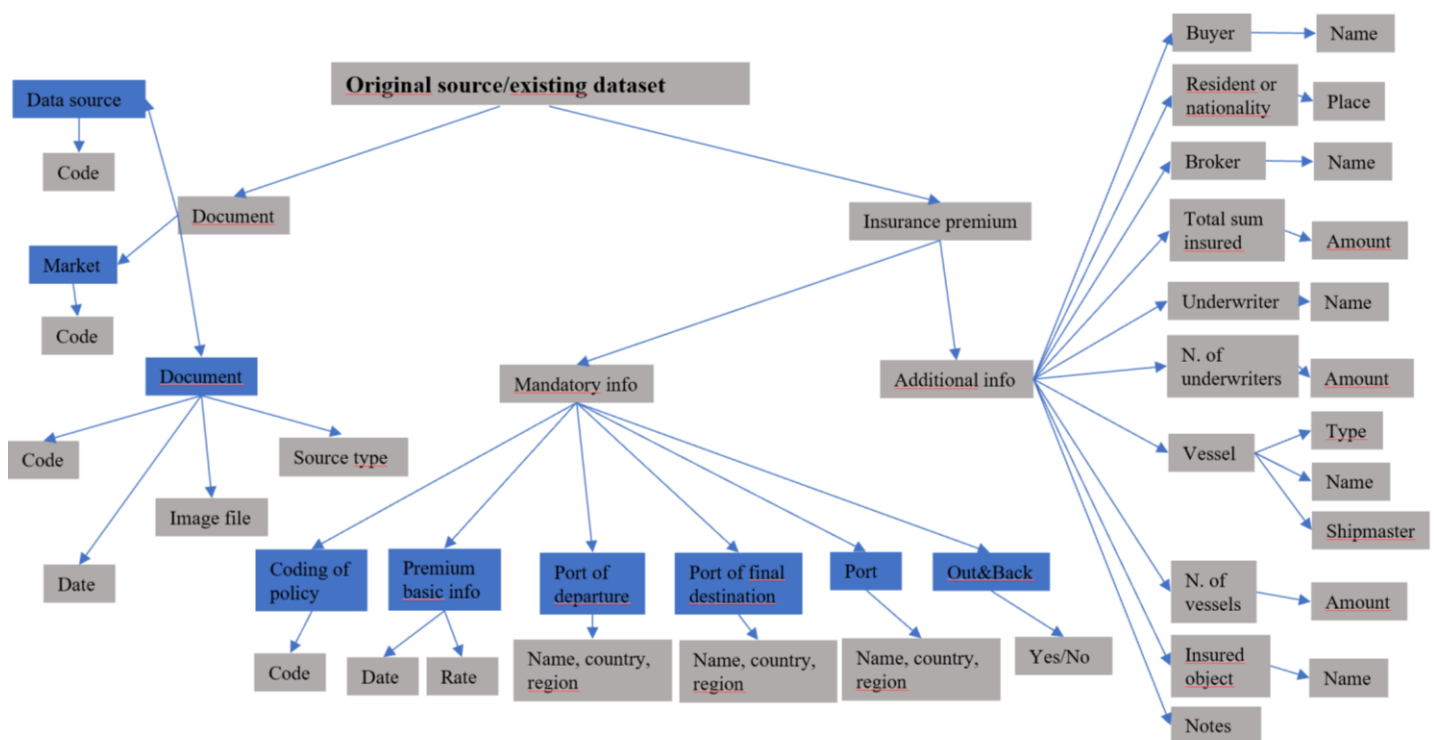 Original source/existing dataset
Data source
Code
Document
Market
Code
Document
Code
Source type
Image file
Date
Insurance premium
Mandatory info
Additional info
Coding of
policy
Code
Premium
basic info
Date
Rate
Port of
departure
Name, country,
region
Port of final
destination
Name, country,
region
Port
Name, country,
region
Out&Back
Yes/No
Buyer
Name
Resident or
nationality
Place
Broker
Name
Total sum
insured
Amount
Underwriter
Name
N. of
underwriters
Amount
Vessel
Type
Name
Shipmaster
N. of
vessels
Amount
Insured
object
Name
Notes